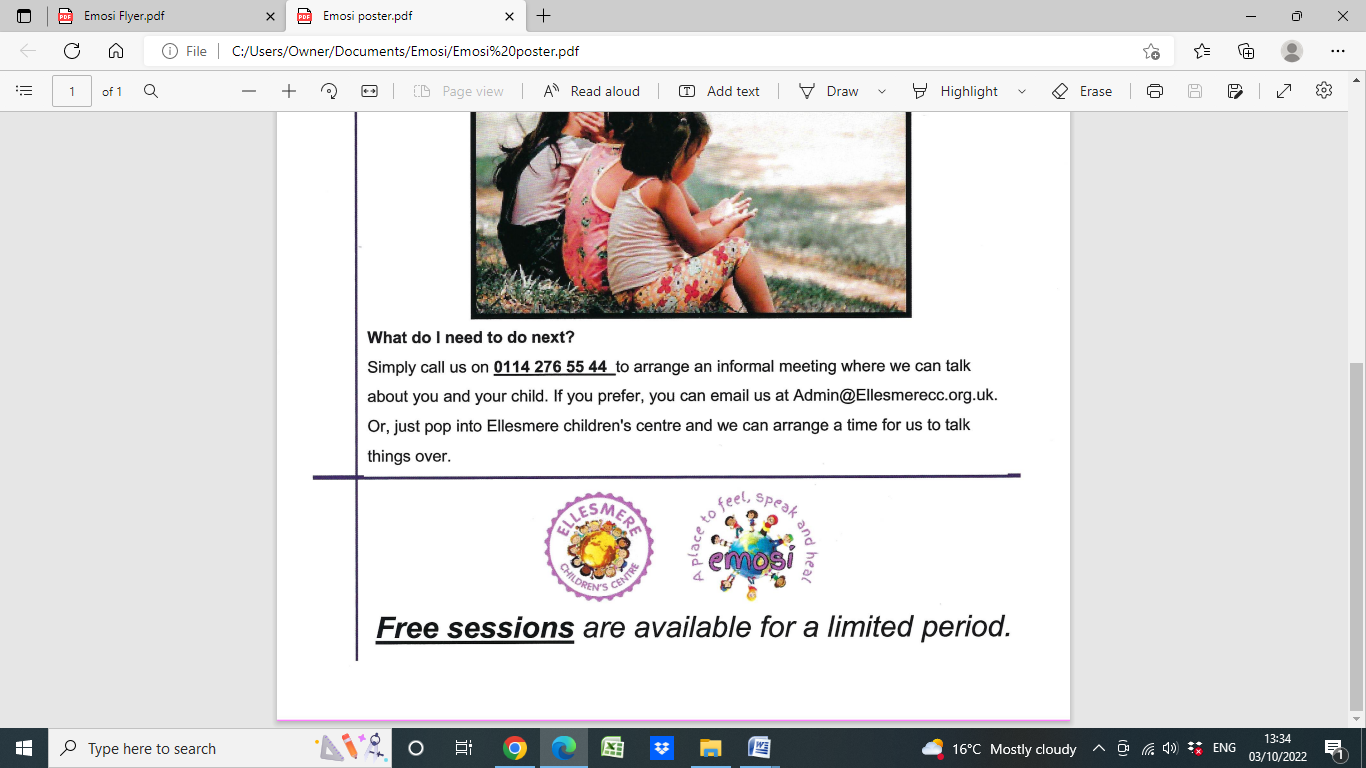 Emosi Flyer.pdf
Emosi poster.pdf
File
C:/Users/Owner/Documents/Emosi/Emosi%20poster.pdf
1 of 1
Page view
Read aloud
Add text
Draw
Highlight
Erase
What do I need to do next?
Simply call us on 0114 276 55 44 to arrange an informal meeting where we can talk
about you and your child. If you prefer, you can email us at Admin@Ellesmerecc.org.uk.
Or, just pop into Ellesmere children's centre and we can arrange a time for us to talk
things over.
ELLESMERE
CHILDREN'S CENTRE
A place to feel, speak and heal
emosi
Free sessions are available for a limited period.
Type here to search
16°C Mostly cloudy
ENG
13:34
03/10/2022
1